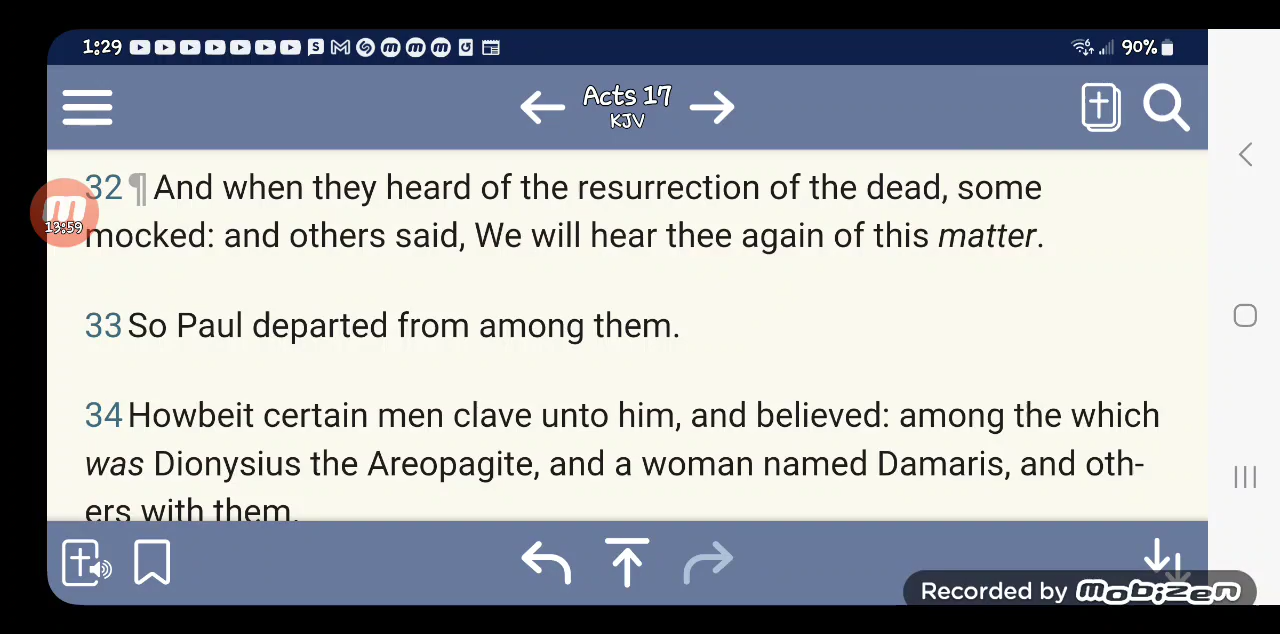 1:29 90%
Acts 17
KJV
32 ¶ And when they heard of the resurrection of the dead, some
13:59
mocked: and others said, We will hear thee again of this matter.
33 So Paul departed from among them.
34 Howbeit certain men clave unto him, and believed: among the which
was Dionysius the Areopagite, and a woman named Damaris, and oth-
ers with them.
Recorded by mobizen